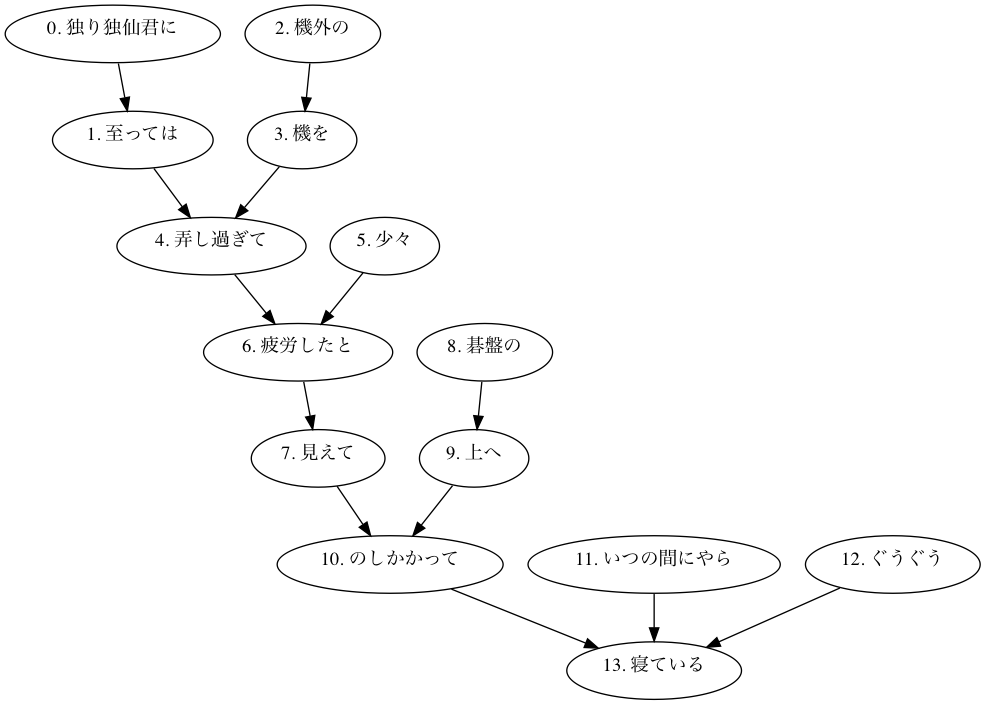 0. 独り独仙君に
2. 機外の
1. 至っては
3. 機を
4. 弄し過ぎて
5. 少々
6. 疲労したと
8. 碁盤の
7. 見えて
9. 上へ
10. のしかかって
11. いつの間にやら
12. ぐうぐう
13. 寝ている